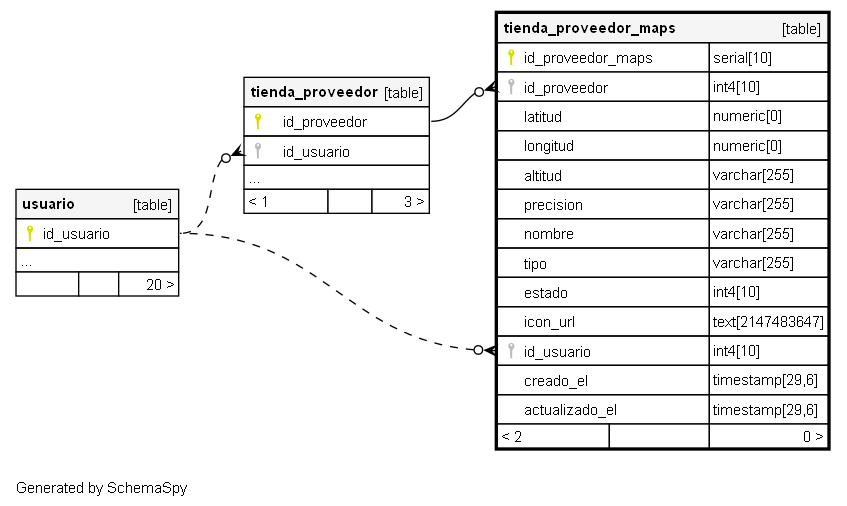 usuario [table]
id_usuario
...
20 >
tienda_proveedor [table]
id_proveedor
id_usuario
...
< 1 3 >
tienda_proveedor_maps [table]
id_proveedor_maps serial[10]
id_proveedor int4[10]
latitud numeric[0]
longitud numeric[0]
altitud varchar[255]
precision varchar[255]
nombre varchar[255]
tipo varchar[255]
estado int4[10]
icon_url text[2147483647]
id_usuario int4[10]
creado_el timestamp[29,6]
actualizado_el timestamp[29,6]
< 2 0 >
Generated by SchemaSpy